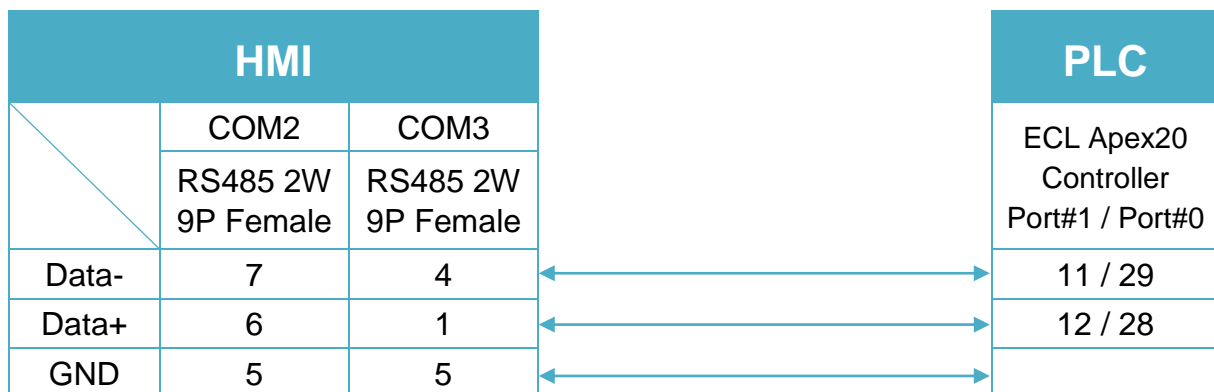 HMI PLC
COM2 COM3
RS485 2W RS485 2W
9P Female 9P Female
ECL Apex20
Controller
Port#1 / Port#0
Data- 7 4 11 / 29
Data+ 6 1 12 / 28
GND 5 5